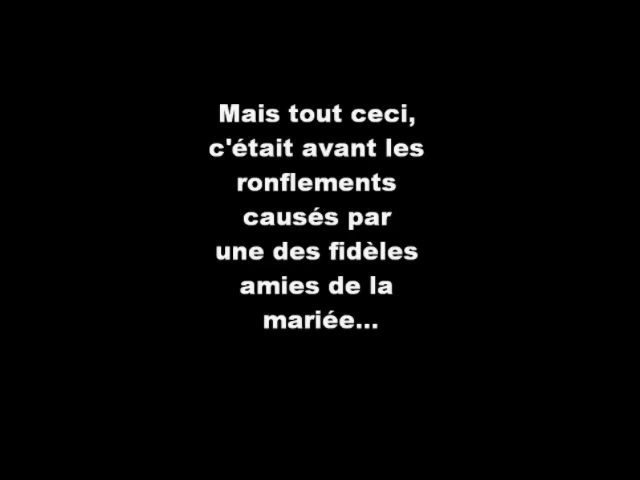 Mais tout ceci,
c'était avant les
ronflements
causés par
une des fidèles
amies de la
mariée...